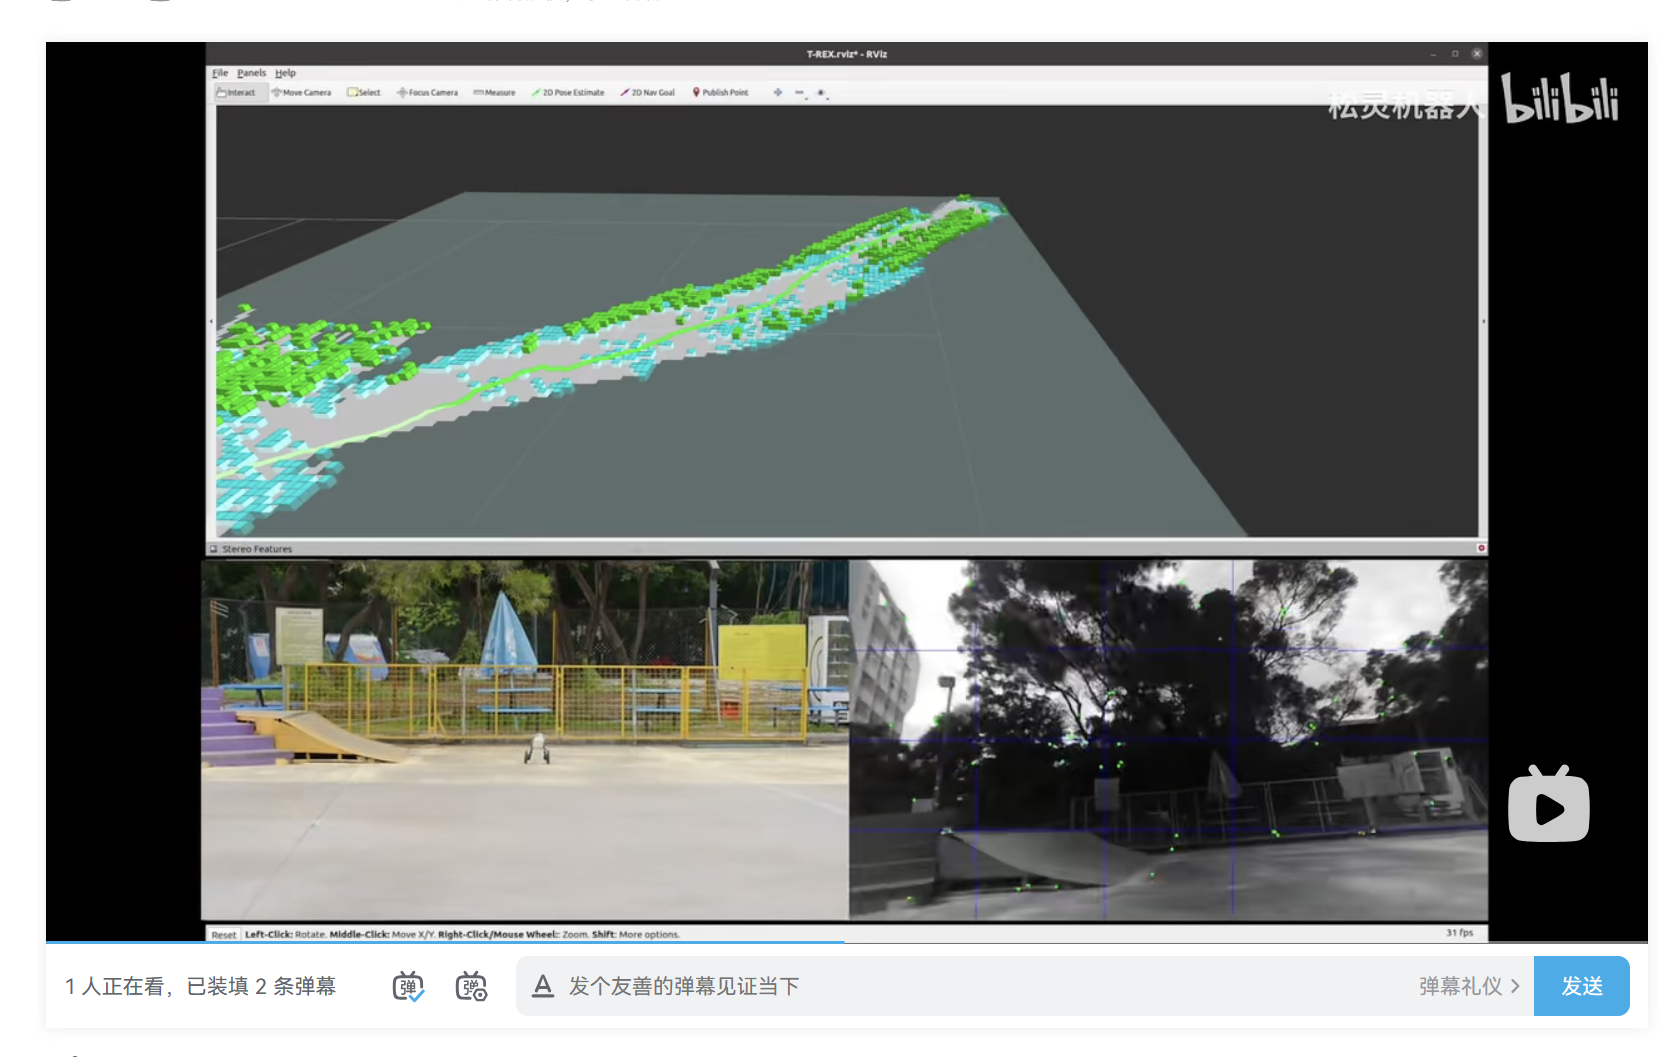 T-REX.rviz* - RViz
File Panels Help
Interact Move Camera Select Focus Camera Measure 2D Pose Estimate 2D Nav Goal Publish Point
松灵机器人 bilibili
Stereo Features
Reset Left-Click: Rotate. Middle-Click: Move X/Y. Right-Click/Mouse Wheel:: Zoom. Shift: More options.
31 fps
1 人正在看，已装填 2 条弹幕
弹 弹
A 发个友善的弹幕见证当下
弹幕礼仪 >
发送